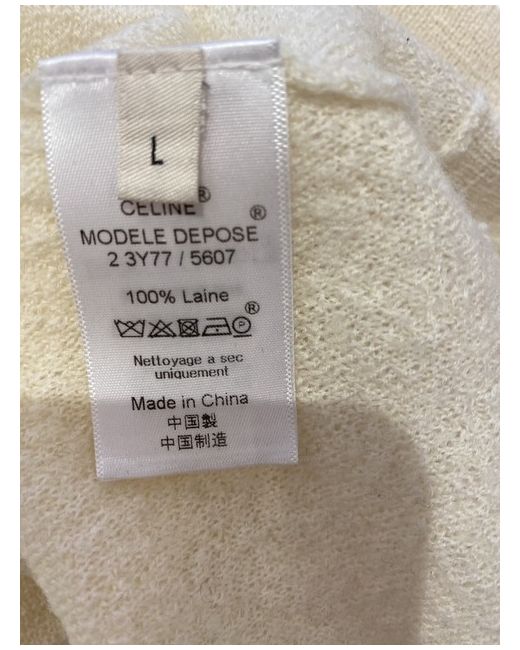 L
CELINE®
MODELE DEPOSE®
2 3Y77 / 5607
100% Laine
®
P
Nettoyage a sec
uniquement
Made in China
中国製
中国制造